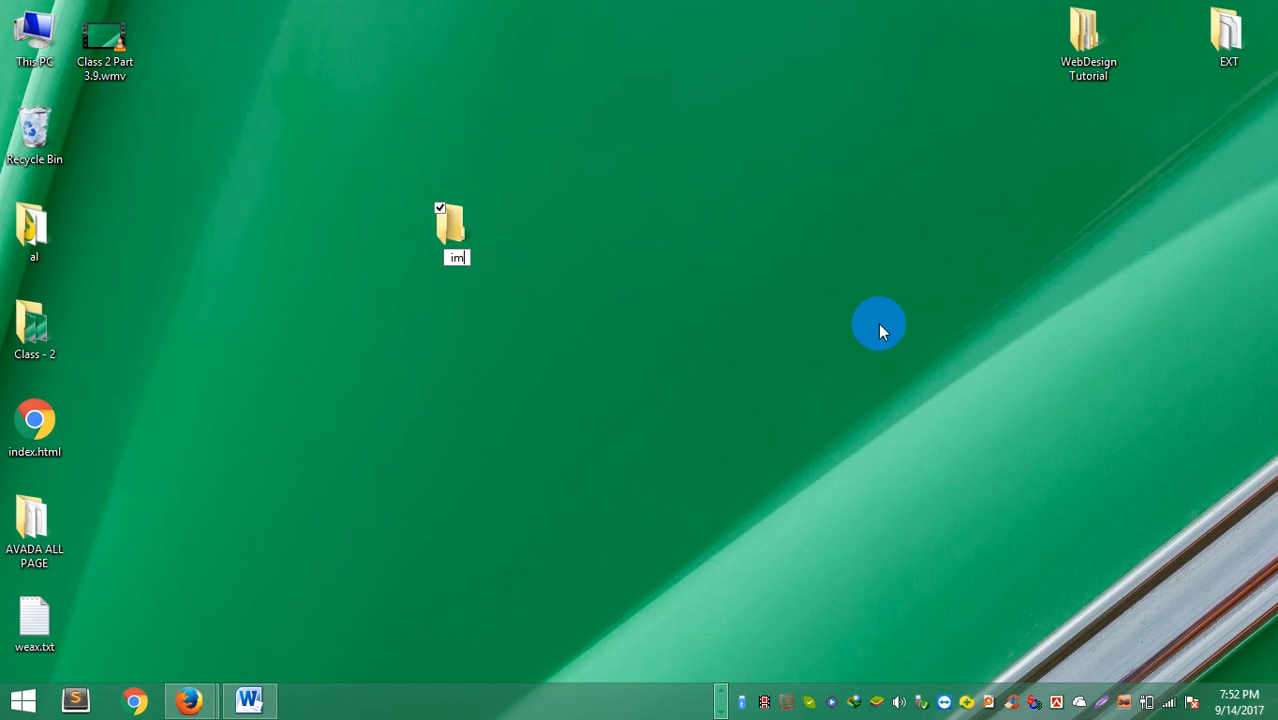 This PC
Class 2 Part
3.9.wmv
WebDesign
Tutorial
EXT
Recycle Bin
al
im
Class - 2
index.html
AVADA ALL
PAGE
weax.txt
7:52 PM
9/14/2017